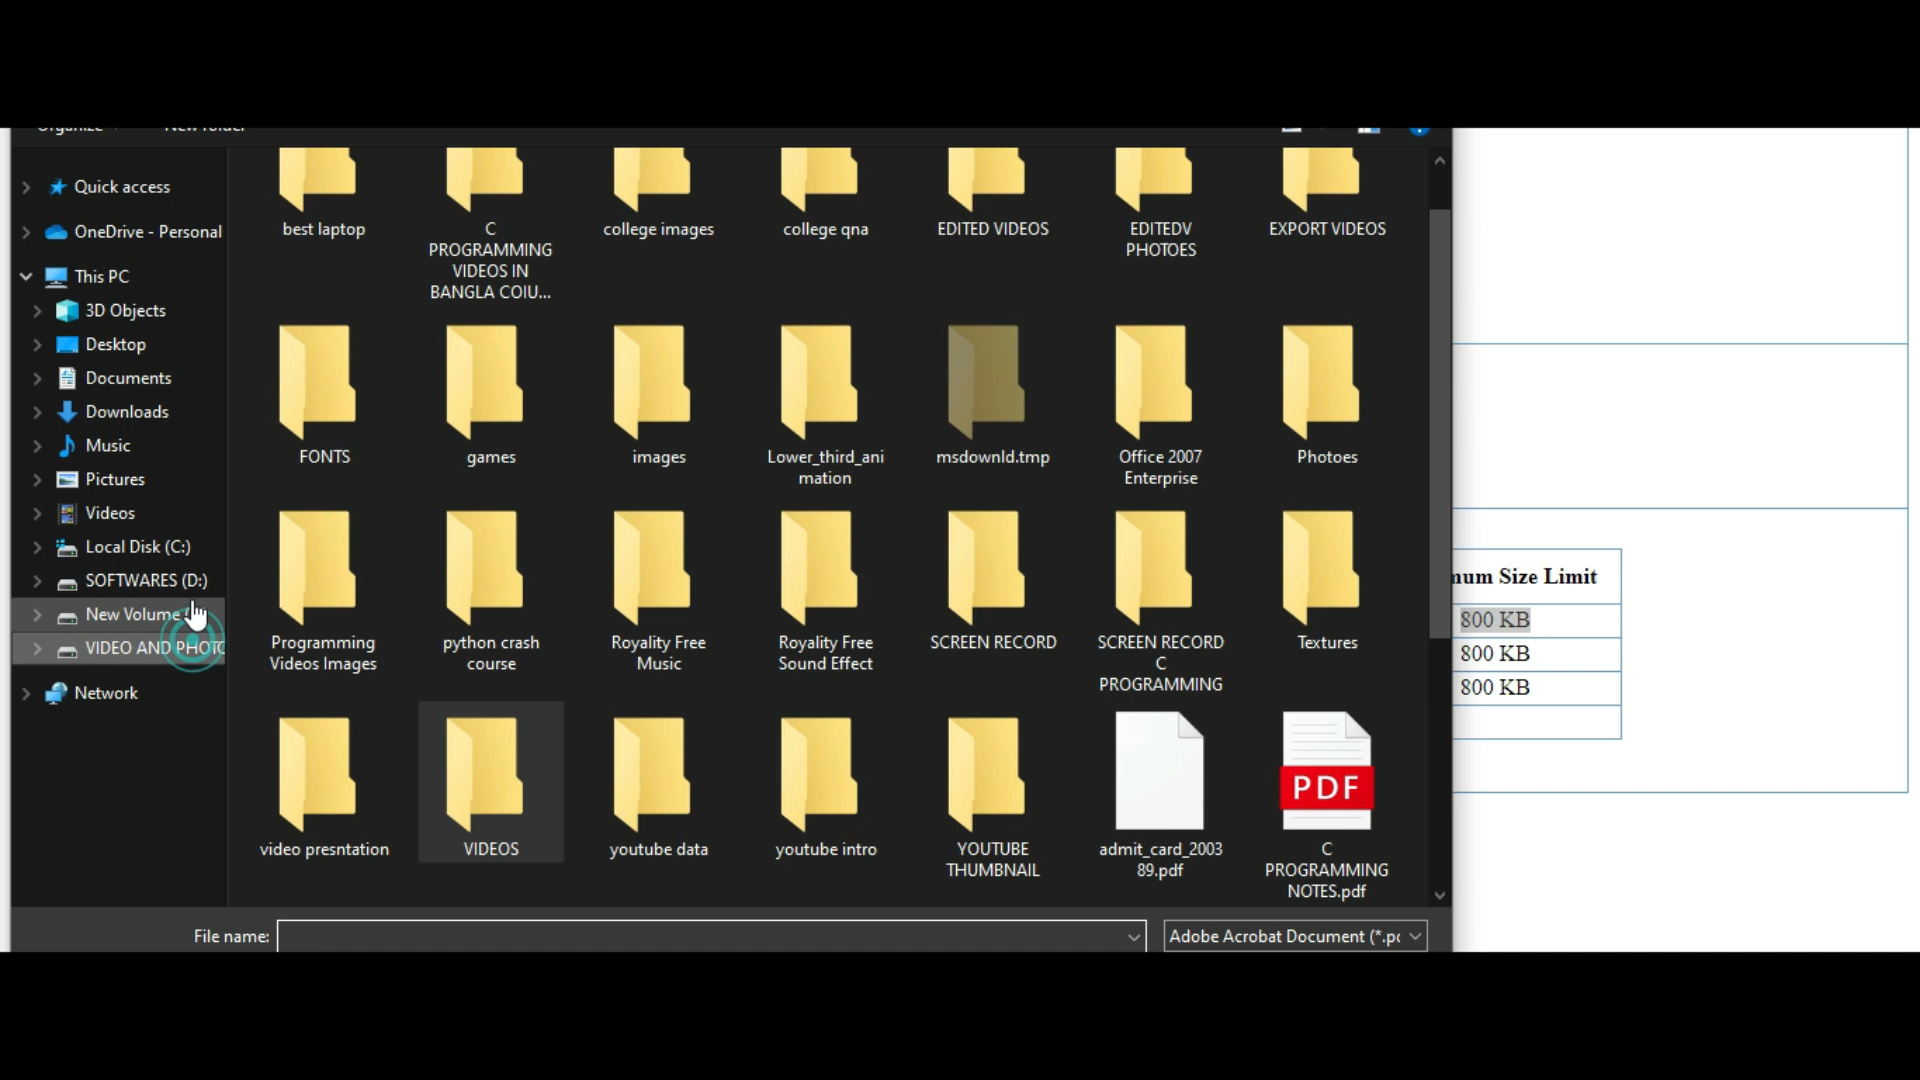 Organize
New folder
Quick access
OneDrive - Personal
This PC
3D Objects
Desktop
Documents
Downloads
Music
Pictures
Videos
Local Disk (C:)
SOFTWARES (D:)
New Volume
VIDEO AND PHOTO
Network
best laptop
C
PROGRAMMING
VIDEOS IN
BANGLA COIU...
college images
college qna
EDITED VIDEOS
EDITEDV
PHOTOES
EXPORT VIDEOS
FONTS
games
images
Lower_third_ani
mation
msdownld.tmp
Office 2007
Enterprise
Photoes
Programming
Videos Images
python crash
course
Royality Free
Music
Royality Free
Sound Effect
SCREEN RECORD
SCREEN RECORD
C
PROGRAMMING
Textures
video presntation
VIDEOS
youtube data
youtube intro
YOUTUBE
THUMBNAIL
admit_card_2003
89.pdf
PDF
C
PROGRAMMING
NOTES.pdf
File name:
Adobe Acrobat Document (*.pc
Size Limit
800 KB
800 KB
800 KB